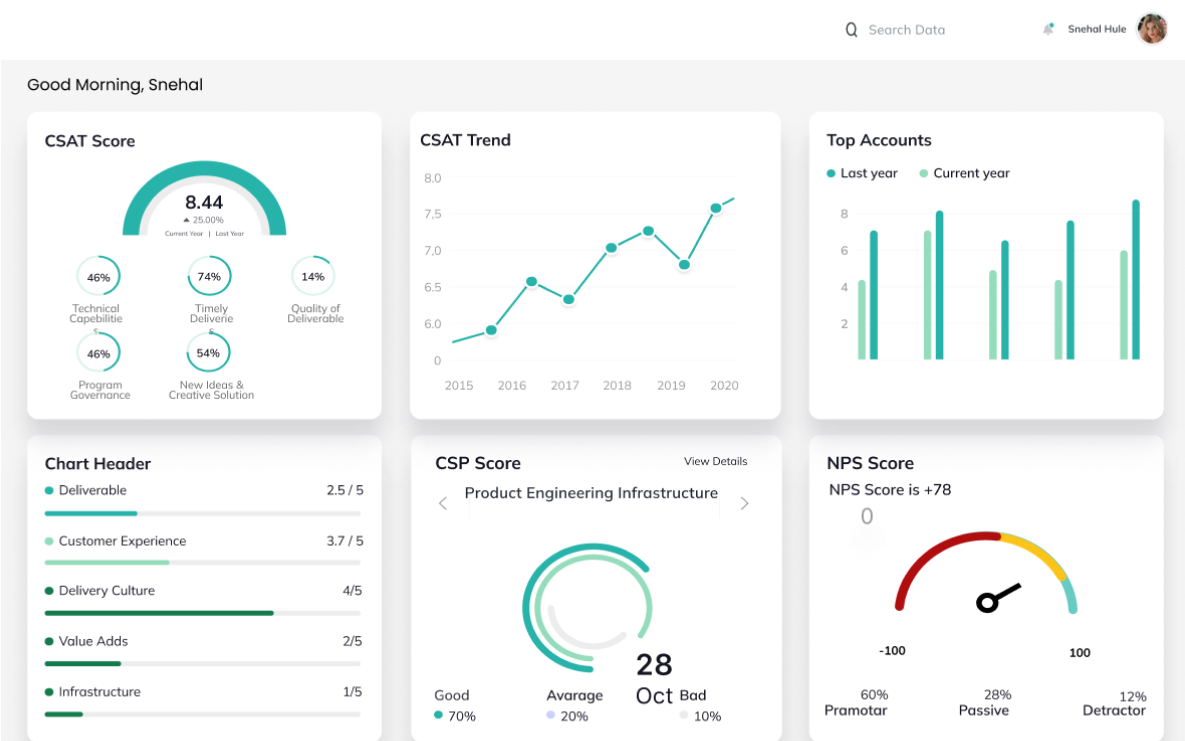 Search Data
Snehal Hule
Good Morning, Snehal
CSAT Score
8.44
25.00%
Current Year | Last Year
46%
74%
14%
Technical
Capebilitie
s
Timely
Deliverie
s
Quality of
Deliverable
46%
54%
Program
Governance
New Ideas &
Creative Solution
CSAT Trend
8.0
7.5
7.0
6.5
6.0
0
2015 2016 2017 2018 2019 2020
Top Accounts
Last year Current year
8
6
4
2
Chart Header
Deliverable 2.5 / 5
Customer Experience 3.7 / 5
Delivery Culture 4/5
Value Adds 2/5
Infrastructure 1/5
CSP Score
View Details
Product Engineering Infrastructure
28
Oct
Good Avarage Bad
70% 20% 10%
NPS Score
NPS Score is +78
0
-100 100
60% 28% 12%
Pramotar Passive Detractor